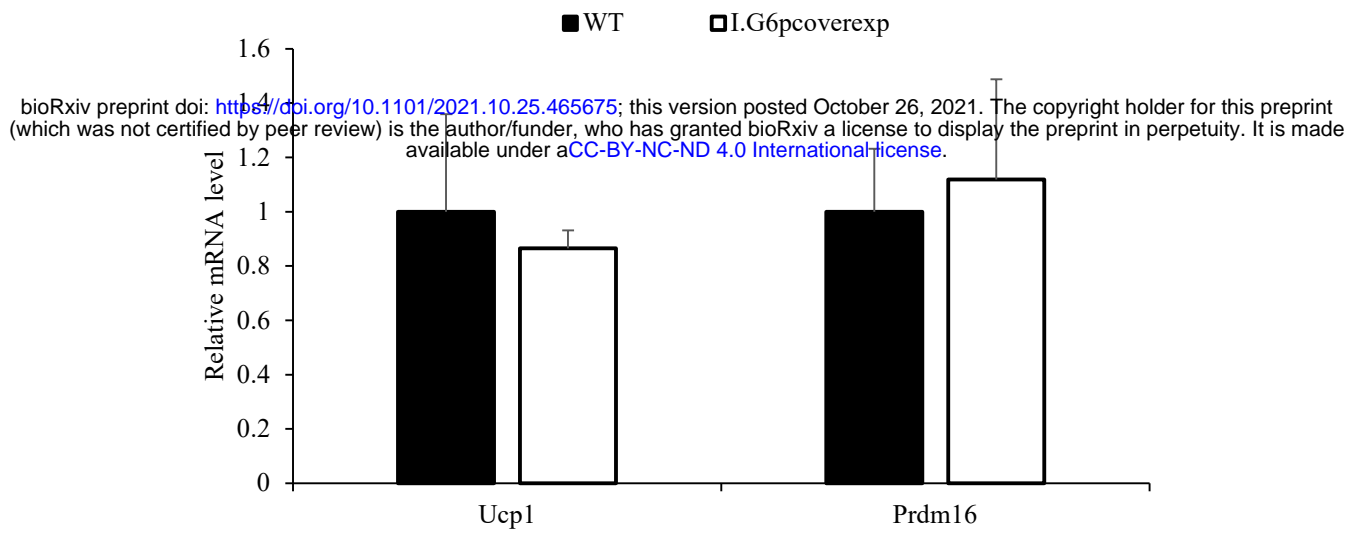 WT I.G6pcoverexp
1.6
bioRxiv preprint doi: https://doi.org/10.1101/2021.10.25.465675; this version posted October 26, 2021. The copyright holder for this preprint
(which was not certified by peer review) is the author/funder, who has granted bioRxiv a license to display the preprint in perpetuity. It is made
available under aCC-BY-NC-ND 4.0 International license.
1.4
1.2
1
0.8
0.6
0.4
0.2
0
Relative mRNA level
Ucp1 Prdm16